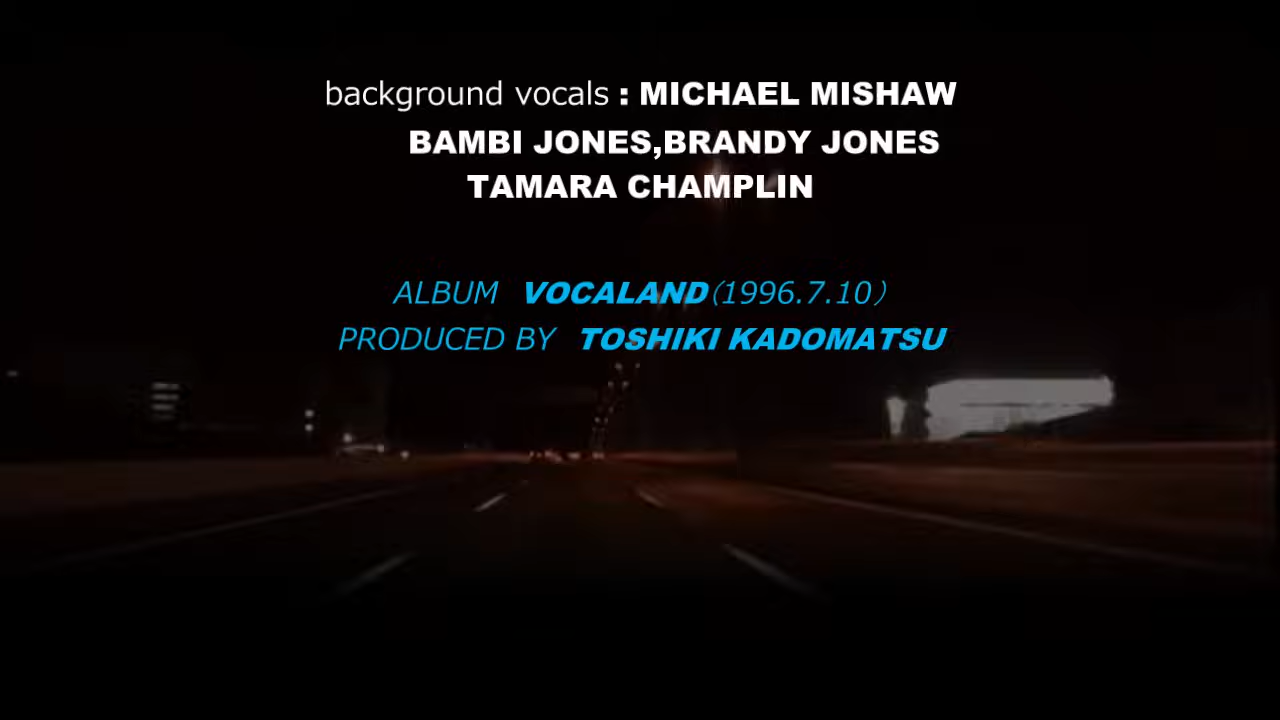 background vocals : MICHAEL MISHAW
BAMBI JONES,BRANDY JONES
TAMARA CHAMPLIN
ALBUM VOCALAND(1996.7.10)
PRODUCED BY TOSHIKI KADOMATSU